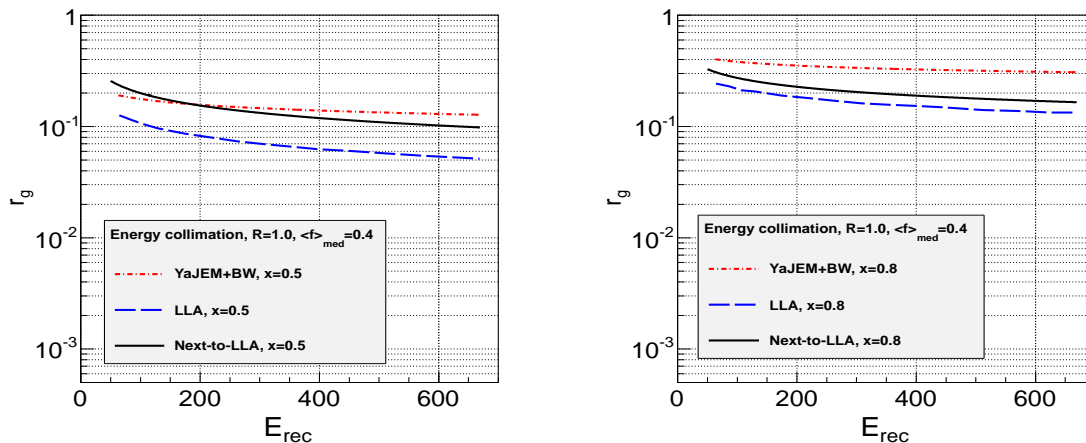 1
10^-1
10^-2
10^-3
r_g
Energy collimation, R=1.0, <f>_med=0.4
YaJEM+BW, x=0.5
LLA, x=0.5
Next-to-LLA, x=0.5
0 200 400 600
E_rec
1
10^-1
10^-2
10^-3
r_g
Energy collimation, R=1.0, <f>_med=0.4
YaJEM+BW, x=0.8
LLA, x=0.8
Next-to-LLA, x=0.8
0 200 400 600
E_rec